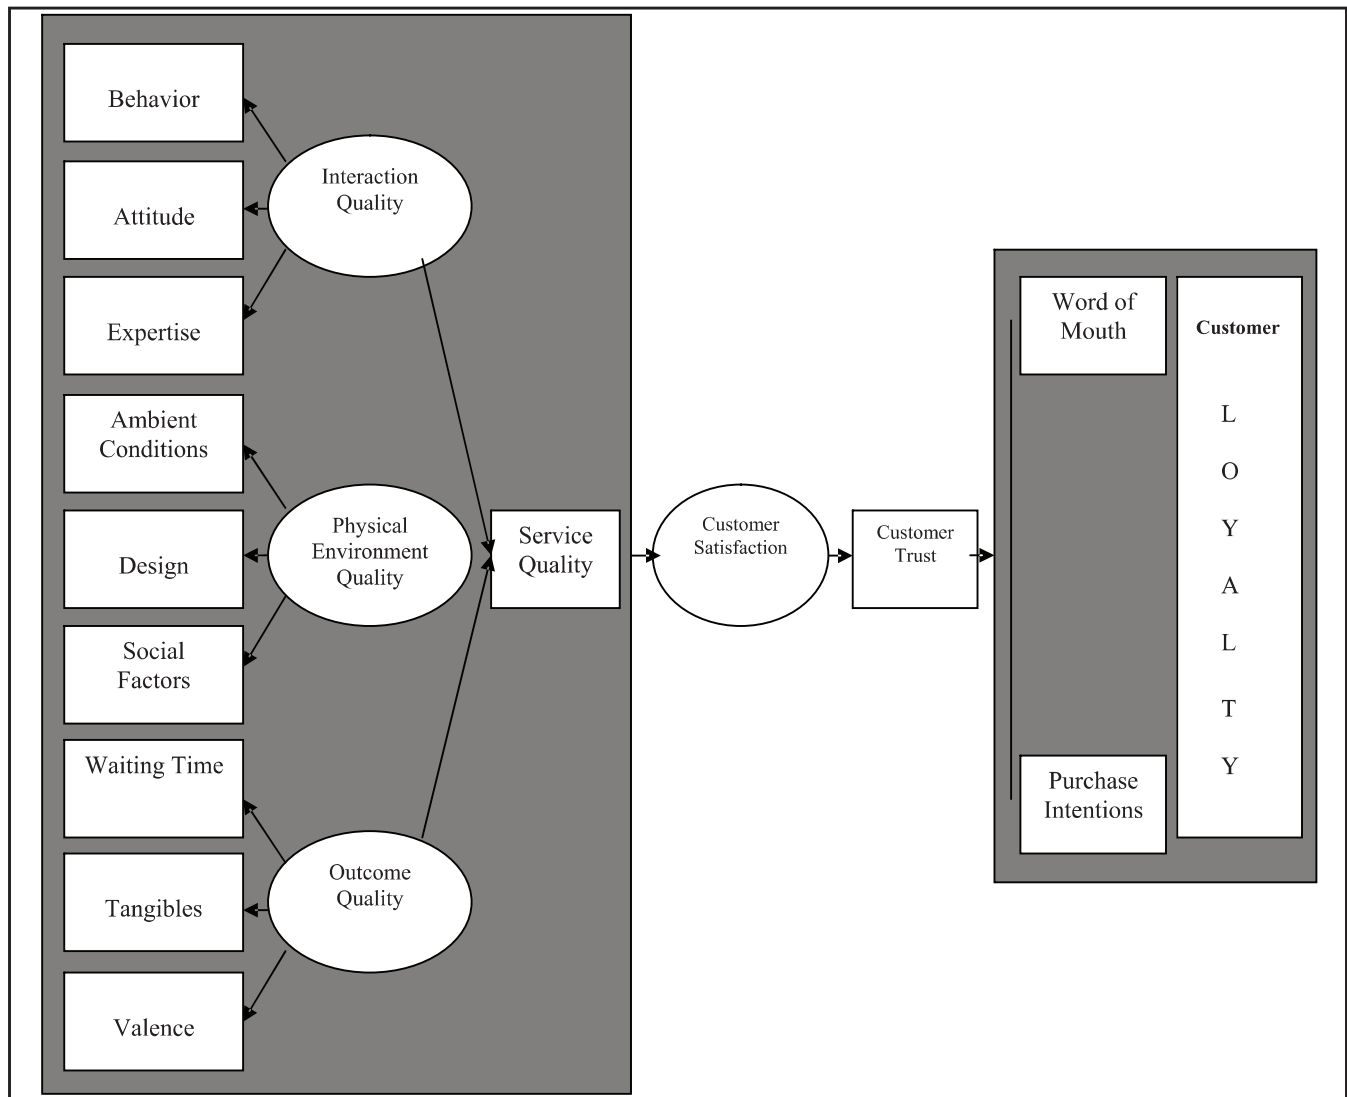 Behavior
Attitude
Expertise
Ambient
Conditions
Design
Social
Factors
Waiting Time
Tangibles
Valence
Interaction
Quality
Physical
Environment
Quality
Outcome
Quality
Service
Quality
Customer
Satisfaction
Customer
Trust
Word of
Mouth
Purchase
Intentions
Customer
L
O
Y
A
L
T
Y